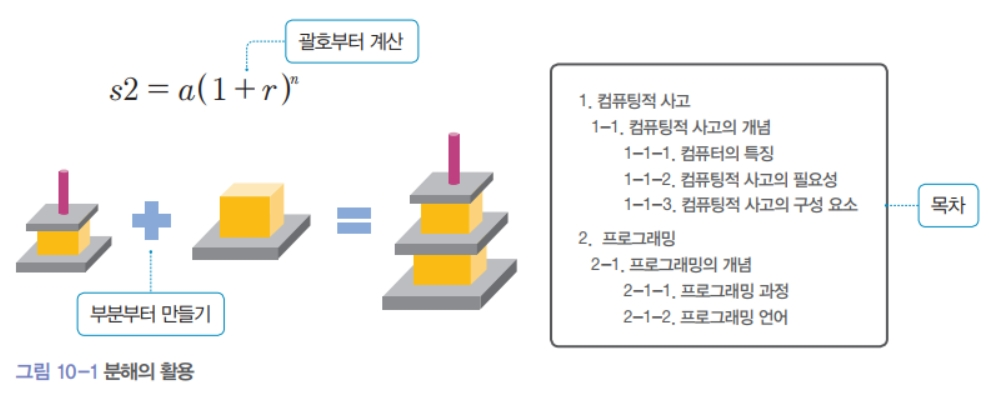 괄호부터 계산
s2 = a(1+r)ⁿ
부분부터 만들기
1. 컴퓨팅적 사고
1-1. 컴퓨팅적 사고의 개념
1-1-1. 컴퓨터의 특징
1-1-2. 컴퓨팅적 사고의 필요성
1-1-3. 컴퓨팅적 사고의 구성 요소
2. 프로그래밍
2-1. 프로그래밍의 개념
2-1-1. 프로그래밍 과정
2-1-2. 프로그래밍 언어
목차
그림 10-1 분해의 활용